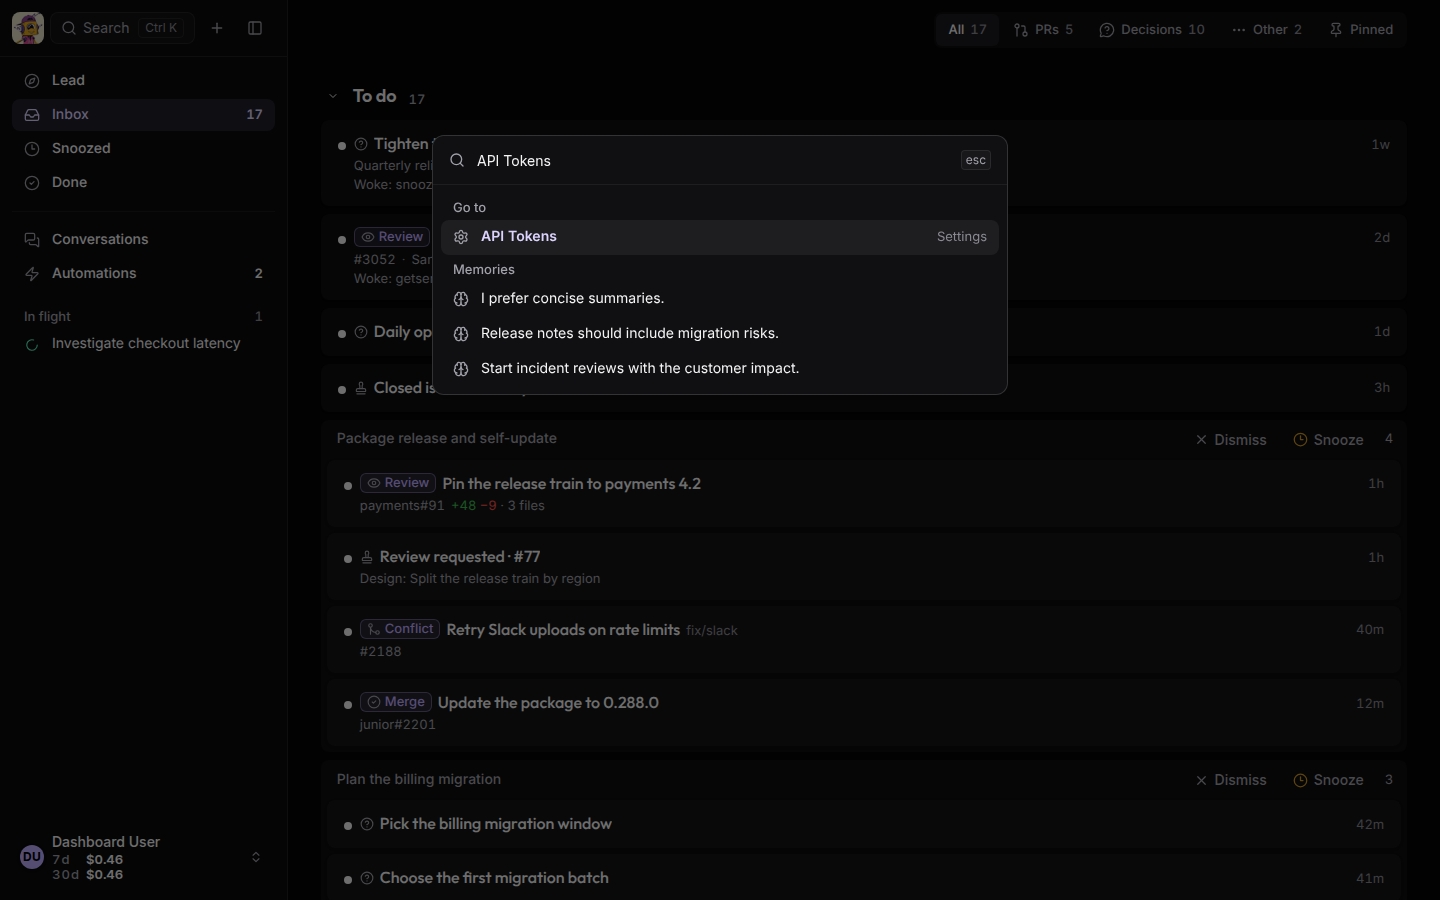 Search Ctrl K
Lead
Inbox 17
Snoozed
Done
Conversations
Automations 2
In flight 1
Investigate checkout latency
Dashboard User
DU
7d $0.46
30d $0.46
All 17
PRs 5
Decisions 10
Other 2
Pinned
To do 17
Tighten 1w
Quarterly
Woke:
API Tokens esc
Go to
API Tokens Settings
Memories
I prefer concise summaries.
Release notes should include migration risks.
Start incident reviews with the customer impact.
Review 2d
#3052 ·
Woke:
Daily 1d
Closed 3h
Package release and self-update Dismiss Snooze 4
Review Pin the release train to payments 4.2 1h
payments#91 +48 −9 · 3 files
Review requested · #77 1h
Design: Split the release train by region
Conflict Retry Slack uploads on rate limits fix/slack 40m
#2188
Merge Update the package to 0.288.0 12m
junior#2201
Plan the billing migration Dismiss Snooze 3
Pick the billing migration window 42m
Choose the first migration batch 41m